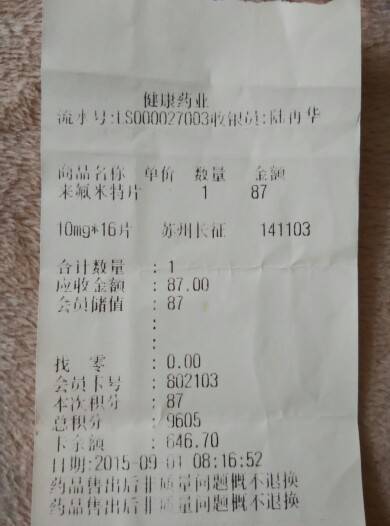 健康药业
流水号:LS000027003收银员:陆再华
商品名称 单价 数量 金额
来氟米特片 1 87
10mg*16片 苏州长征 141103
合计数量 : 1
应收金额 : 87.00
会员储值 : 87
:
:
找 零 : 0.00
会员卡号 : 802103
本次积分 : 87
总积分 : 9605
卡余额 : 646.70
日期:2015-09-01 08:16:52
药品售出后非质量问题概不退换
药品售出后非质量问题概不退换